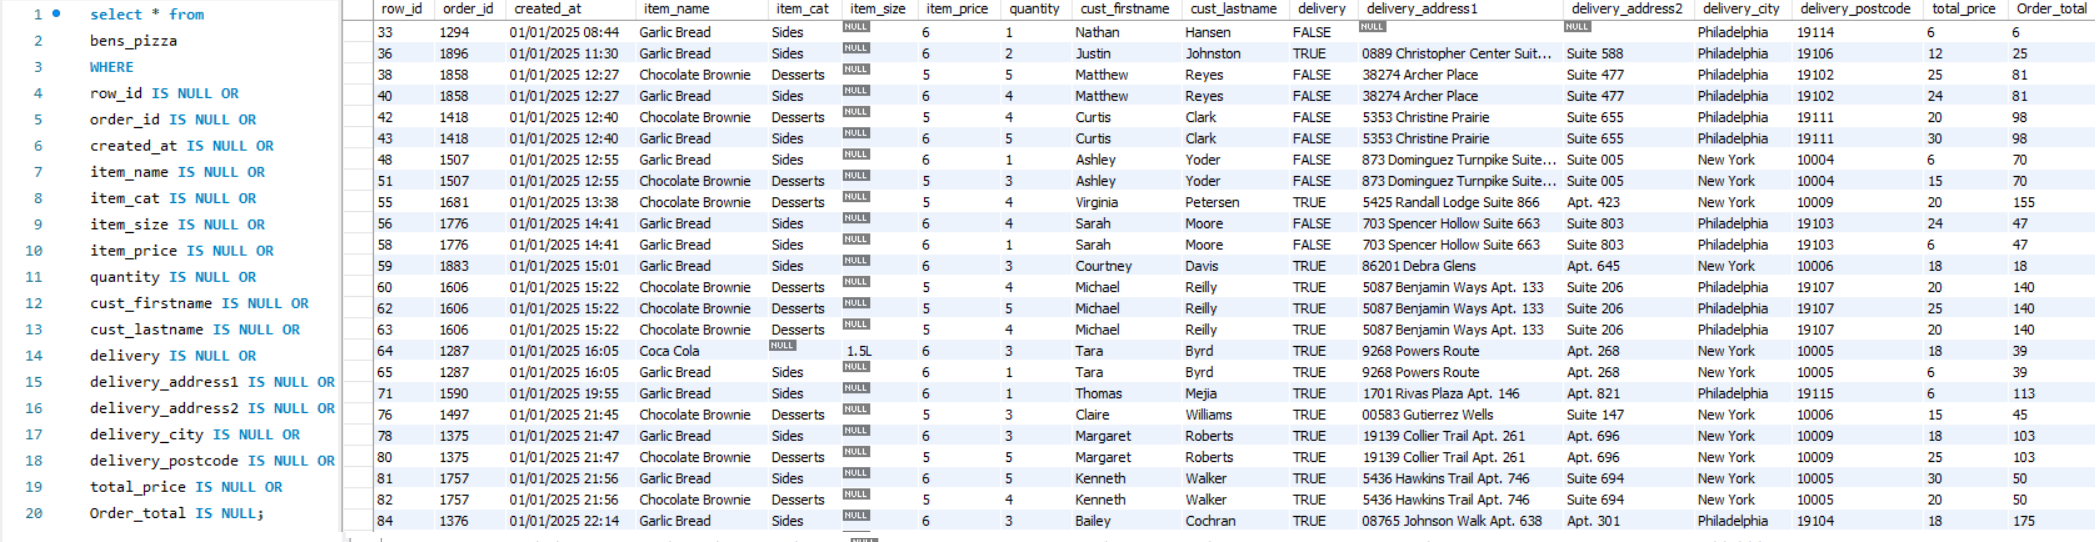 1 select * from
2 bens_pizza
3 WHERE
4 row_id IS NULL OR
5 order_id IS NULL OR
6 created_at IS NULL OR
7 item_name IS NULL OR
8 item_cat IS NULL OR
9 item_size IS NULL OR
10 item_price IS NULL OR
11 quantity IS NULL OR
12 cust_firstname IS NULL OR
13 cust_lastname IS NULL OR
14 delivery IS NULL OR
15 delivery_address1 IS NULL OR
16 delivery_address2 IS NULL OR
17 delivery_city IS NULL OR
18 delivery_postcode IS NULL OR
19 total_price IS NULL OR
20 Order_total IS NULL;
row_id order_id created_at item_name item_cat item_size item_price quantity cust_firstname cust_lastname delivery delivery_address1 delivery_address2 delivery_city delivery_postcode total_price Order_total
33 1294 01/01/2025 08:44 Garlic Bread Sides NULL 6 1 Nathan Hansen FALSE NULL NULL Philadelphia 19114 6 6
36 1896 01/01/2025 11:30 Garlic Bread Sides NULL 6 2 Justin Johnston TRUE 0889 Christopher Center Suit... Suite 588 Philadelphia 19106 12 25
38 1858 01/01/2025 12:27 Chocolate Brownie Desserts NULL 5 5 Matthew Reyes FALSE 38274 Archer Place Suite 477 Philadelphia 19102 25 81
40 1858 01/01/2025 12:27 Garlic Bread Sides NULL 6 4 Matthew Reyes FALSE 38274 Archer Place Suite 477 Philadelphia 19102 24 81
42 1418 01/01/2025 12:40 Chocolate Brownie Desserts NULL 5 4 Curtis Clark FALSE 5353 Christine Prairie Suite 655 Philadelphia 19111 20 98
43 1418 01/01/2025 12:40 Garlic Bread Sides NULL 6 5 Curtis Clark FALSE 5353 Christine Prairie Suite 655 Philadelphia 19111 30 98
48 1507 01/01/2025 12:55 Garlic Bread Sides NULL 6 1 Ashley Yoder FALSE 873 Dominguez Turnpike Suite... Suite 005 New York 10004 6 70
51 1507 01/01/2025 12:55 Chocolate Brownie Desserts NULL 5 3 Ashley Yoder FALSE 873 Dominguez Turnpike Suite... Suite 005 New York 10004 15 70
55 1681 01/01/2025 13:38 Chocolate Brownie Desserts NULL 5 4 Virginia Petersen TRUE 5425 Randall Lodge Suite 866 Apt. 423 New York 10009 20 155
56 1776 01/01/2025 14:41 Garlic Bread Sides NULL 6 4 Sarah Moore FALSE 703 Spencer Hollow Suite 663 Suite 803 Philadelphia 19103 24 47
58 1776 01/01/2025 14:41 Garlic Bread Sides NULL 6 1 Sarah Moore FALSE 703 Spencer Hollow Suite 663 Suite 803 Philadelphia 19103 6 47
59 1883 01/01/2025 15:01 Garlic Bread Sides NULL 6 3 Courtney Davis TRUE 86201 Debra Glens Apt. 645 New York 10006 18 18
60 1606 01/01/2025 15:22 Chocolate Brownie Desserts NULL 5 4 Michael Reilly TRUE 5087 Benjamin Ways Apt. 133 Suite 206 Philadelphia 19107 20 140
62 1606 01/01/2025 15:22 Chocolate Brownie Desserts NULL 5 5 Michael Reilly TRUE 5087 Benjamin Ways Apt. 133 Suite 206 Philadelphia 19107 25 140
63 1606 01/01/2025 15:22 Chocolate Brownie Desserts NULL 5 4 Michael Reilly TRUE 5087 Benjamin Ways Apt. 133 Suite 206 Philadelphia 19107 20 140
64 1287 01/01/2025 16:05 Coca Cola NULL 1.5L 6 3 Tara Byrd TRUE 9268 Powers Route Apt. 268 New York 10005 18 39
65 1287 01/01/2025 16:05 Garlic Bread Sides NULL 6 1 Tara Byrd TRUE 9268 Powers Route Apt. 268 New York 10005 6 39
71 1590 01/01/2025 19:55 Garlic Bread Sides NULL 6 1 Thomas Mejia TRUE 1701 Rivas Plaza Apt. 146 Apt. 821 Philadelphia 19115 6 113
76 1497 01/01/2025 21:45 Chocolate Brownie Desserts NULL 5 3 Claire Williams TRUE 00583 Gutierrez Wells Suite 147 New York 10006 15 45
78 1375 01/01/2025 21:47 Garlic Bread Sides NULL 6 3 Margaret Roberts TRUE 19139 Collier Trail Apt. 261 Apt. 696 New York 10009 18 103
80 1375 01/01/2025 21:47 Chocolate Brownie Desserts NULL 5 5 Margaret Roberts TRUE 19139 Collier Trail Apt. 261 Apt. 696 New York 10009 25 103
81 1757 01/01/2025 21:56 Garlic Bread Sides NULL 6 5 Kenneth Walker TRUE 5436 Hawkins Trail Apt. 746 Suite 694 New York 10005 30 50
82 1757 01/01/2025 21:56 Chocolate Brownie Desserts NULL 5 4 Kenneth Walker TRUE 5436 Hawkins Trail Apt. 746 Suite 694 New York 10005 20 50
84 1376 01/01/2025 22:14 Garlic Bread Sides NULL 6 3 Bailey Cochran TRUE 08765 Johnson Walk Apt. 638 Apt. 301 Philadelphia 19104 18 175